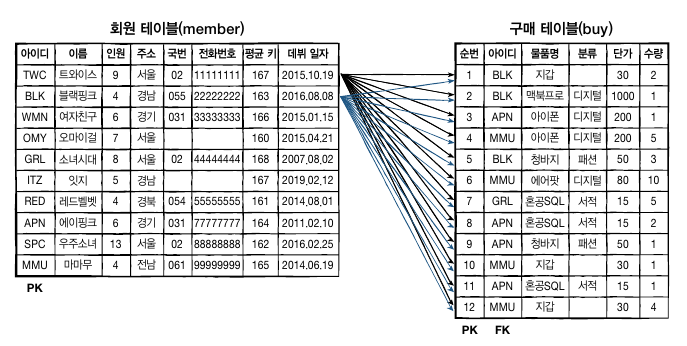 회원 테이블(member)
아이디 이름 인원 주소 국번 전화번호 평균 키 데뷔 일자
TWC 트와이스 9 서울 02 11111111 167 2015.10.19
BLK 블랙핑크 4 경남 055 22222222 163 2016.08.08
WMN 여자친구 6 경기 031 33333333 166 2015.01.15
OMY 오마이걸 7 서울 160 2015.04.21
GRL 소녀시대 8 서울 02 44444444 168 2007.08.02
ITZ 잇지 5 경남 167 2019.02.12
RED 레드벨벳 4 경북 054 55555555 161 2014.08.01
APN 에이핑크 6 경기 031 77777777 164 2011.02.10
SPC 우주소녀 13 서울 02 88888888 162 2016.02.25
MMU 마마무 4 전남 061 99999999 165 2014.06.19
PK
구매 테이블(buy)
순번 아이디 물품명 분류 단가 수량
1 BLK 지갑 30 2
2 BLK 맥북프로 디지털 1000 1
3 APN 아이폰 디지털 200 1
4 MMU 아이폰 디지털 200 5
5 BLK 청바지 패션 50 3
6 MMU 에어팟 디지털 80 10
7 GRL 혼공SQL 서적 15 5
8 APN 혼공SQL 서적 15 2
9 APN 청바지 패션 50 1
10 MMU 지갑 30 1
11 APN 혼공SQL 서적 15 1
12 MMU 지갑 30 4
PK FK